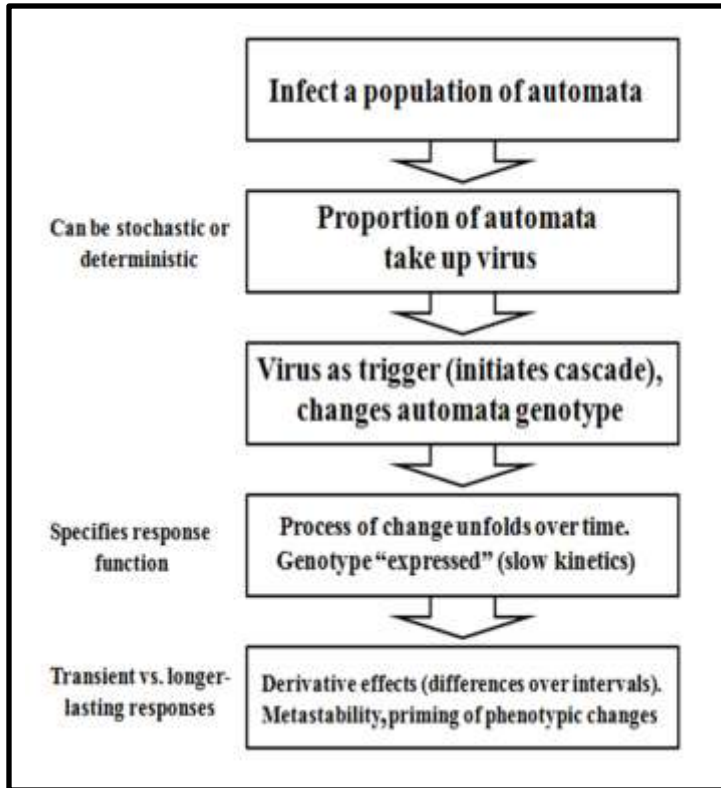 Infect a population of automata
Can be stochastic or
deterministic
Proportion of automata
take up virus
Virus as trigger (initiates cascade),
changes automata genotype
Specifies response
function
Process of change unfolds over time.
Genotype “expressed” (slow kinetics)
Transient vs. longer-
lasting responses
Derivative effects (differences over intervals).
Metastability, priming of phenotypic changes